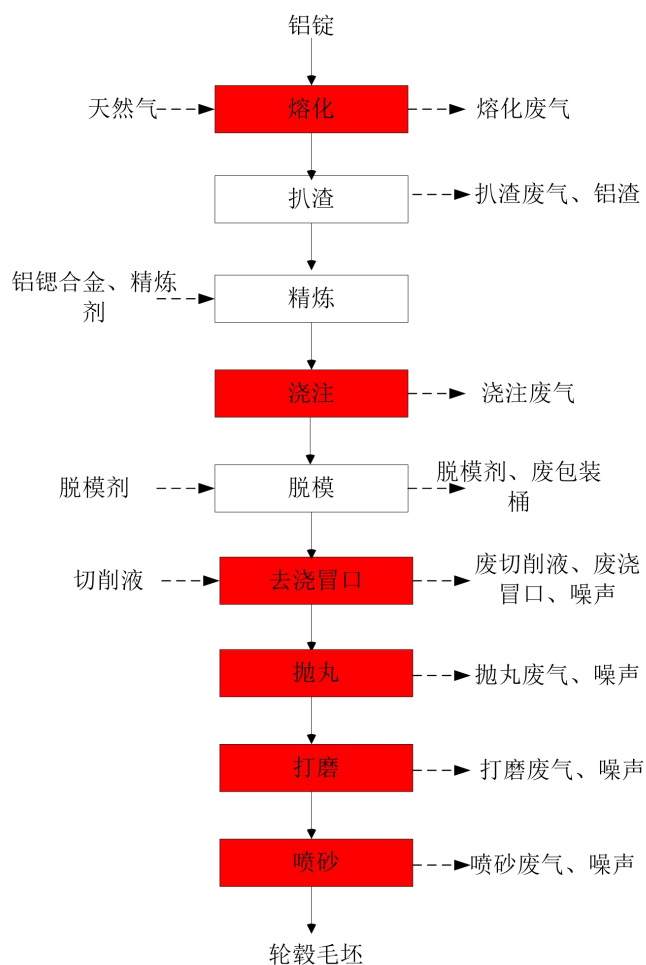 铝锭
天然气
熔化
熔化废气
扒渣
扒渣废气、铝渣
铝锶合金、精炼
剂
精炼
浇注
浇注废气
脱模剂
脱模
脱模剂、废包装
桶
切削液
去浇冒口
废切削液、废浇
冒口、噪声
抛丸
抛丸废气、噪声
打磨
打磨废气、噪声
喷砂
喷砂废气、噪声
轮毂毛坯